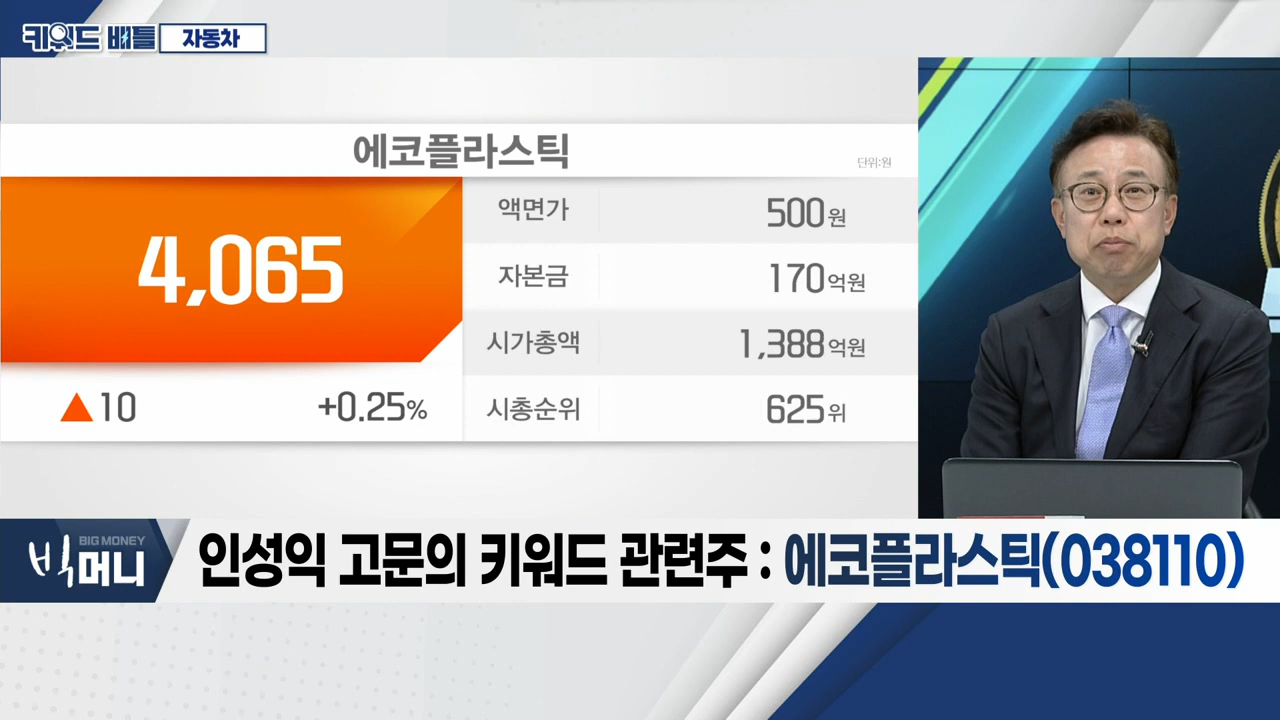 키워드 배틀 자동차
에코플라스틱
단위:원
4,065
▲10 +0.25%
액면가 500원
자본금 170억원
시가총액 1,388억원
시총순위 625위
BIG MONEY
빅머니
인성익 고문의 키워드 관련주 : 에코플라스틱(038110)